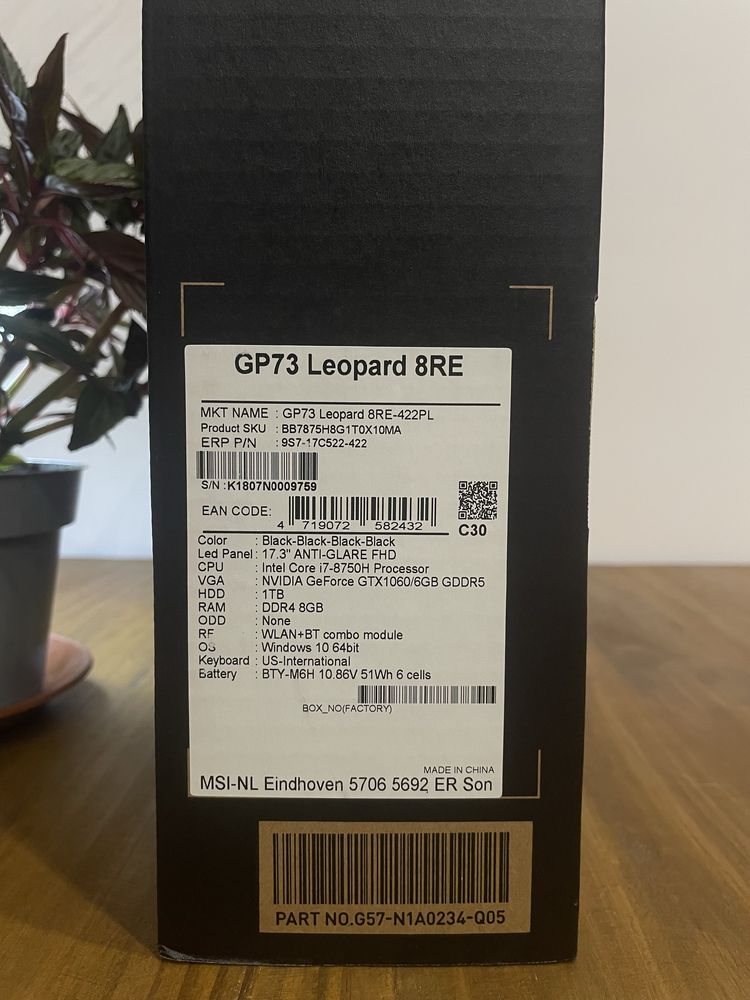 GP73 Leopard 8RE
MKT NAME : GP73 Leopard 8RE-422PL
Product SKU : BB7875H8G1T0X10MA
ERP P/N : 9S7-17C522-422
S/N :K1807N0009759
EAN CODE:
4 719072 582432
C30
Color : Black-Black-Black-Black
Led Panel : 17.3" ANTI-GLARE FHD
CPU : Intel Core i7-8750H Processor
VGA : NVIDIA GeForce GTX1060/6GB GDDR5
HDD : 1TB
RAM : DDR4 8GB
ODD : None
RF : WLAN+BT combo module
OS : Windows 10 64bit
Keyboard : US-International
Battery : BTY-M6H 10.86V 51Wh 6 cells
BOX_NO(FACTORY)
MADE IN CHINA
MSI-NL Eindhoven 5706 5692 ER Son
PART NO.G57-N1A0234-Q05